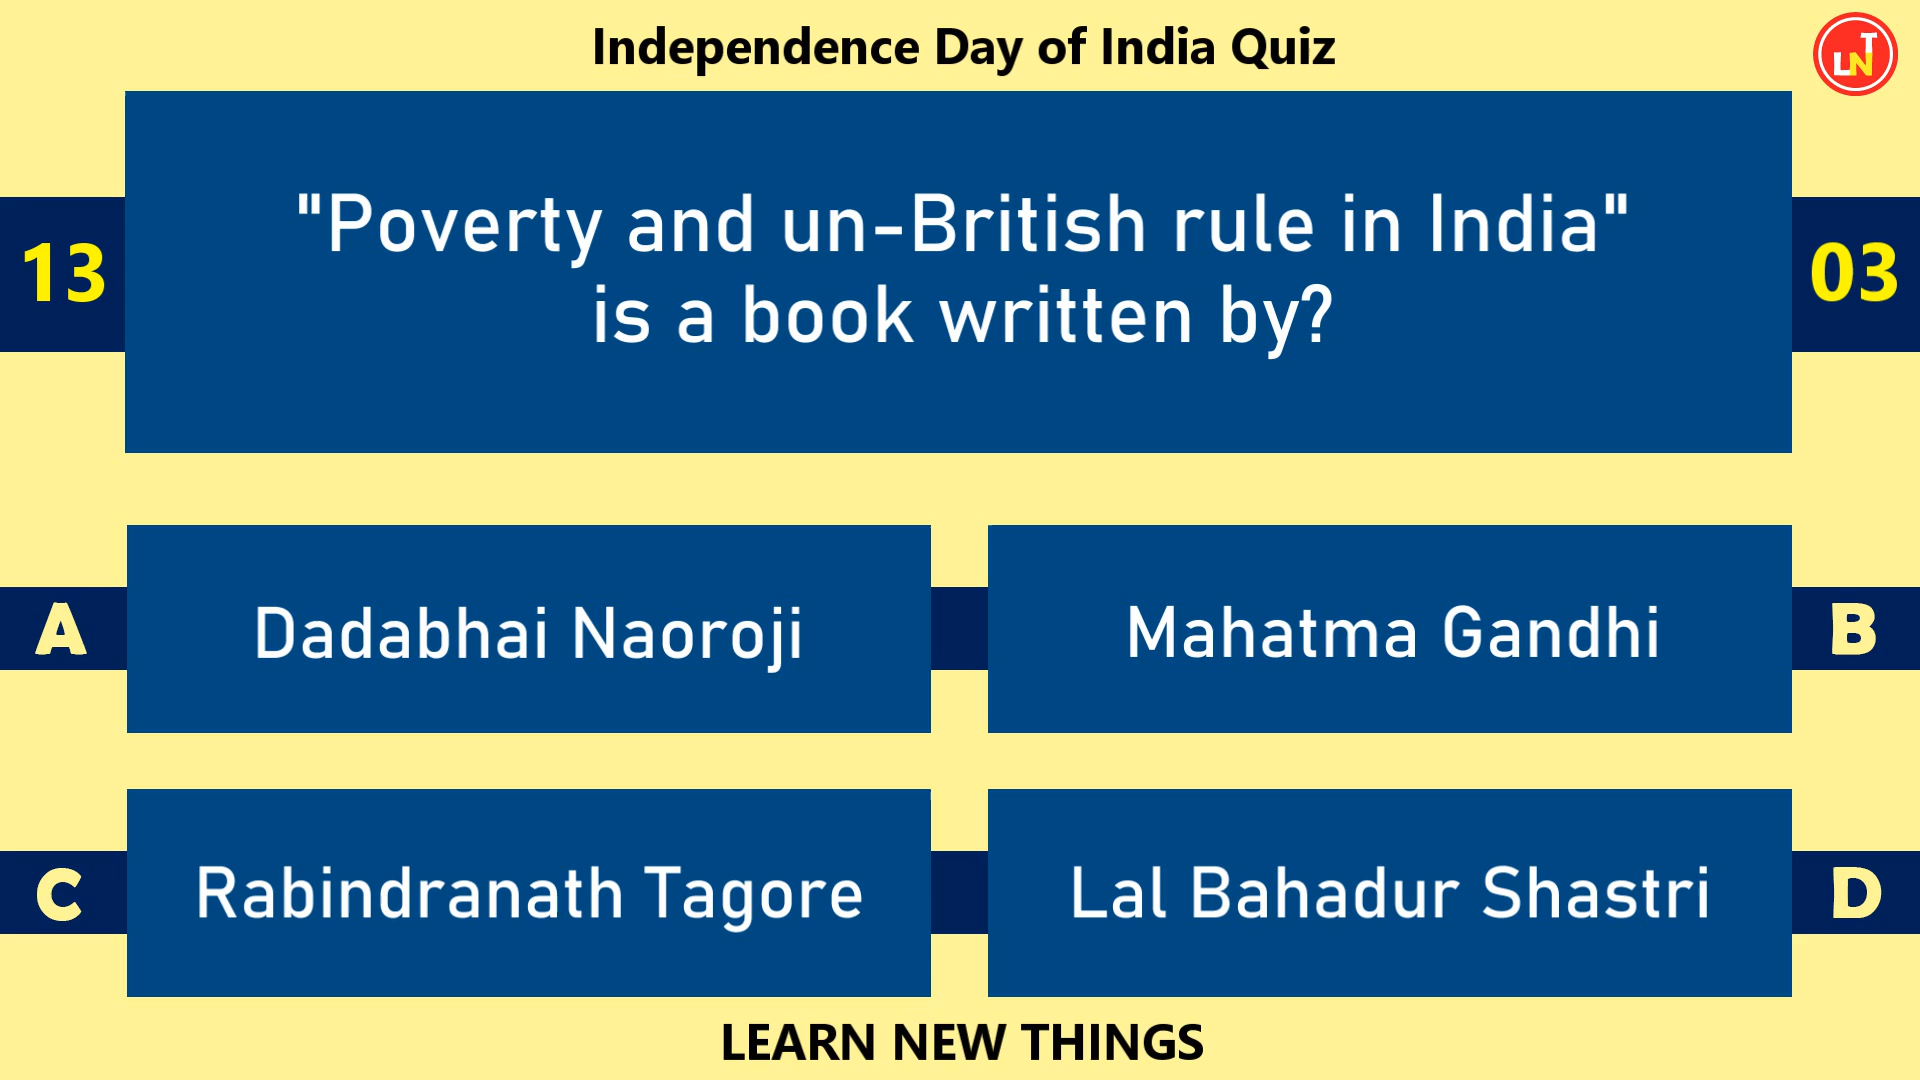 Independence Day of India Quiz
LNT
"Poverty and un-British rule in India"
is a book written by?
13
03
A
Dadabhai Naoroji
Mahatma Gandhi
B
C
Rabindranath Tagore
Lal Bahadur Shastri
D
LEARN NEW THINGS